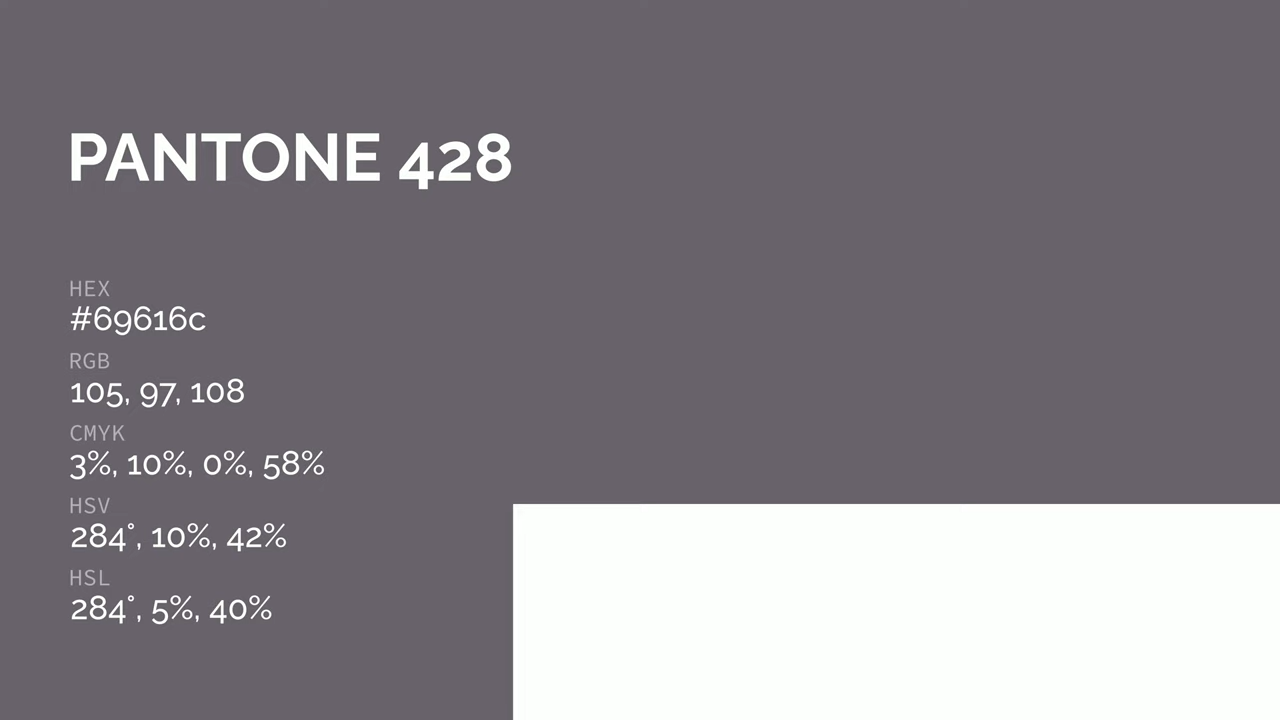 PANTONE 428
HEX
#69616c
RGB
105, 97, 108
CMYK
3%, 10%, 0%, 58%
HSV
284°, 10%, 42%
HSL
284°, 5%, 40%